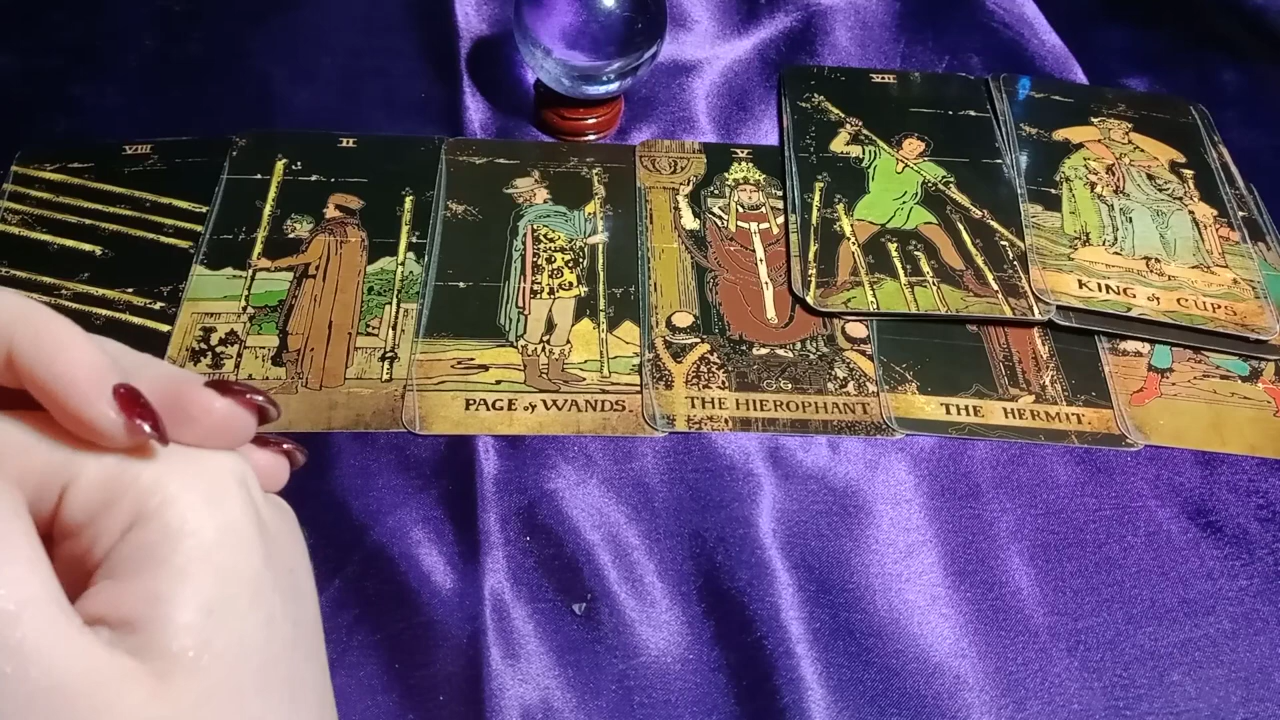 VIII
II
PAGE of WANDS.
V
THE HIEROPHANT.
VII
THE HERMIT.
KING of CUPS.